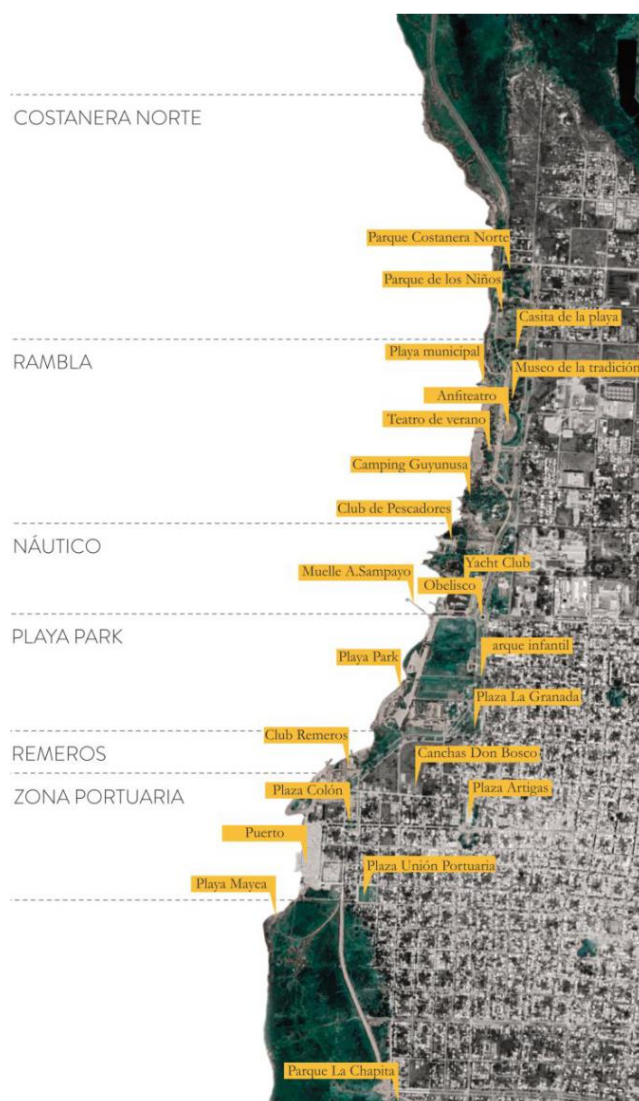 COSTANERA NORTE
Parque Costanera Norte
Parque de los Niños
Casita de la playa
RAMBLA
Playa municipal
Museo de la tradición
Anfiteatro
Teatro de verano
Camping Guyunusa
Club de Pescadores
NÁUTICO
Yacht Club
Muelle A.Sampayo
Obelisco
PLAYA PARK
arque infantil
Playa Park
Plaza La Granada
Club Remeros
REMEROS
Canchas Don Bosco
ZONA PORTUARIA
Plaza Colón
Plaza Artigas
Puerto
Plaza Unión Portuaria
Playa Mayea
Parque La Chapita